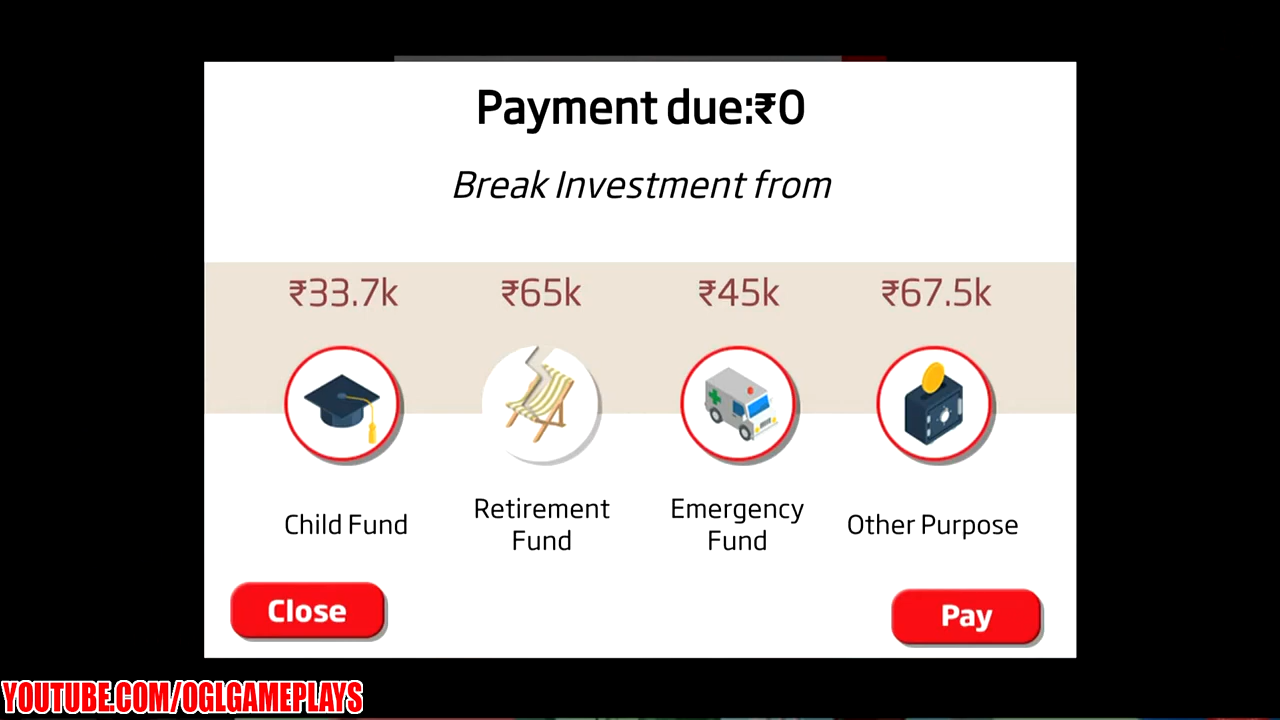 Payment due:₹0
Break Investment from
₹33.7k ₹65k ₹45k ₹67.5k
Child Fund
Retirement
Fund
Emergency
Fund
Other Purpose
Close
Pay
YOUTUBE.COM/OGLGAMEPLAYS